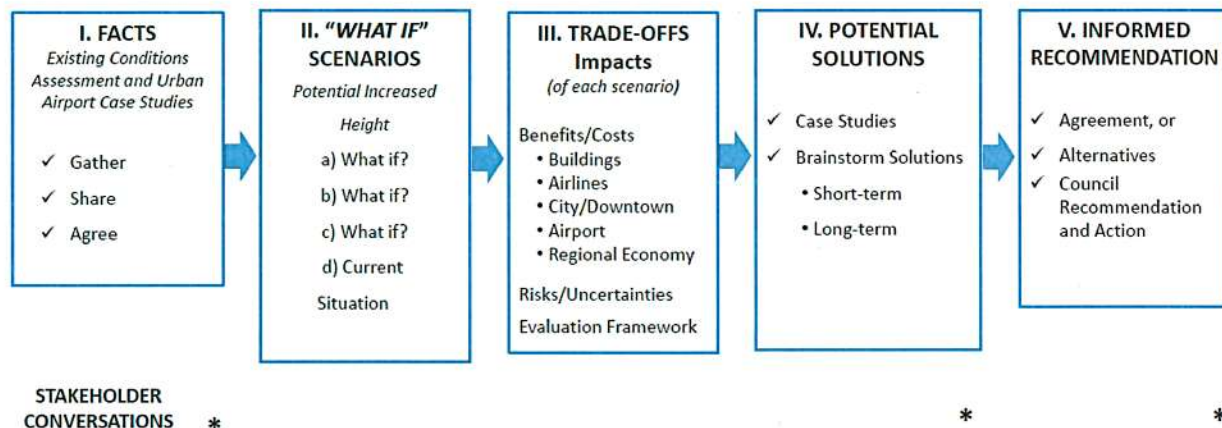 I. FACTS
Existing Conditions
Assessment and Urban
Airport Case Studies
✓ Gather
✓ Share
✓ Agree
II. “WHAT IF”
SCENARIOS
Potential Increased
Height
a) What if?
b) What if?
c) What if?
d) Current
Situation
III. TRADE-OFFS
Impacts
(of each scenario)
Benefits/Costs
• Buildings
• Airlines
• City/Downtown
• Airport
• Regional Economy
Risks/Uncertainties
Evaluation Framework
IV. POTENTIAL
SOLUTIONS
✓ Case Studies
✓ Brainstorm Solutions
• Short-term
• Long-term
V. INFORMED
RECOMMENDATION
✓ Agreement, or
✓ Alternatives
✓ Council
Recommendation
and Action
STAKEHOLDER
CONVERSATIONS * * *